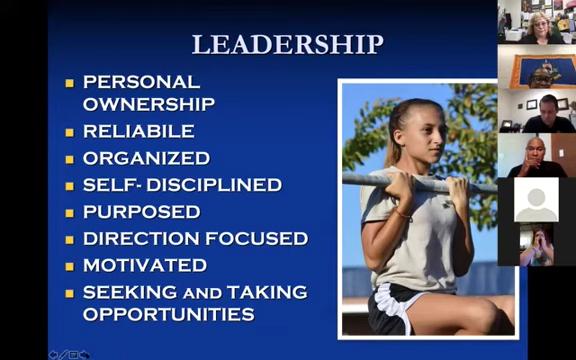 LEADERSHIP
PERSONAL
OWNERSHIP
RELIABILE
ORGANIZED
SELF- DISCIPLINED
PURPOSED
DIRECTION FOCUSED
MOTIVATED
SEEKING AND TAKING
OPPORTUNITIES